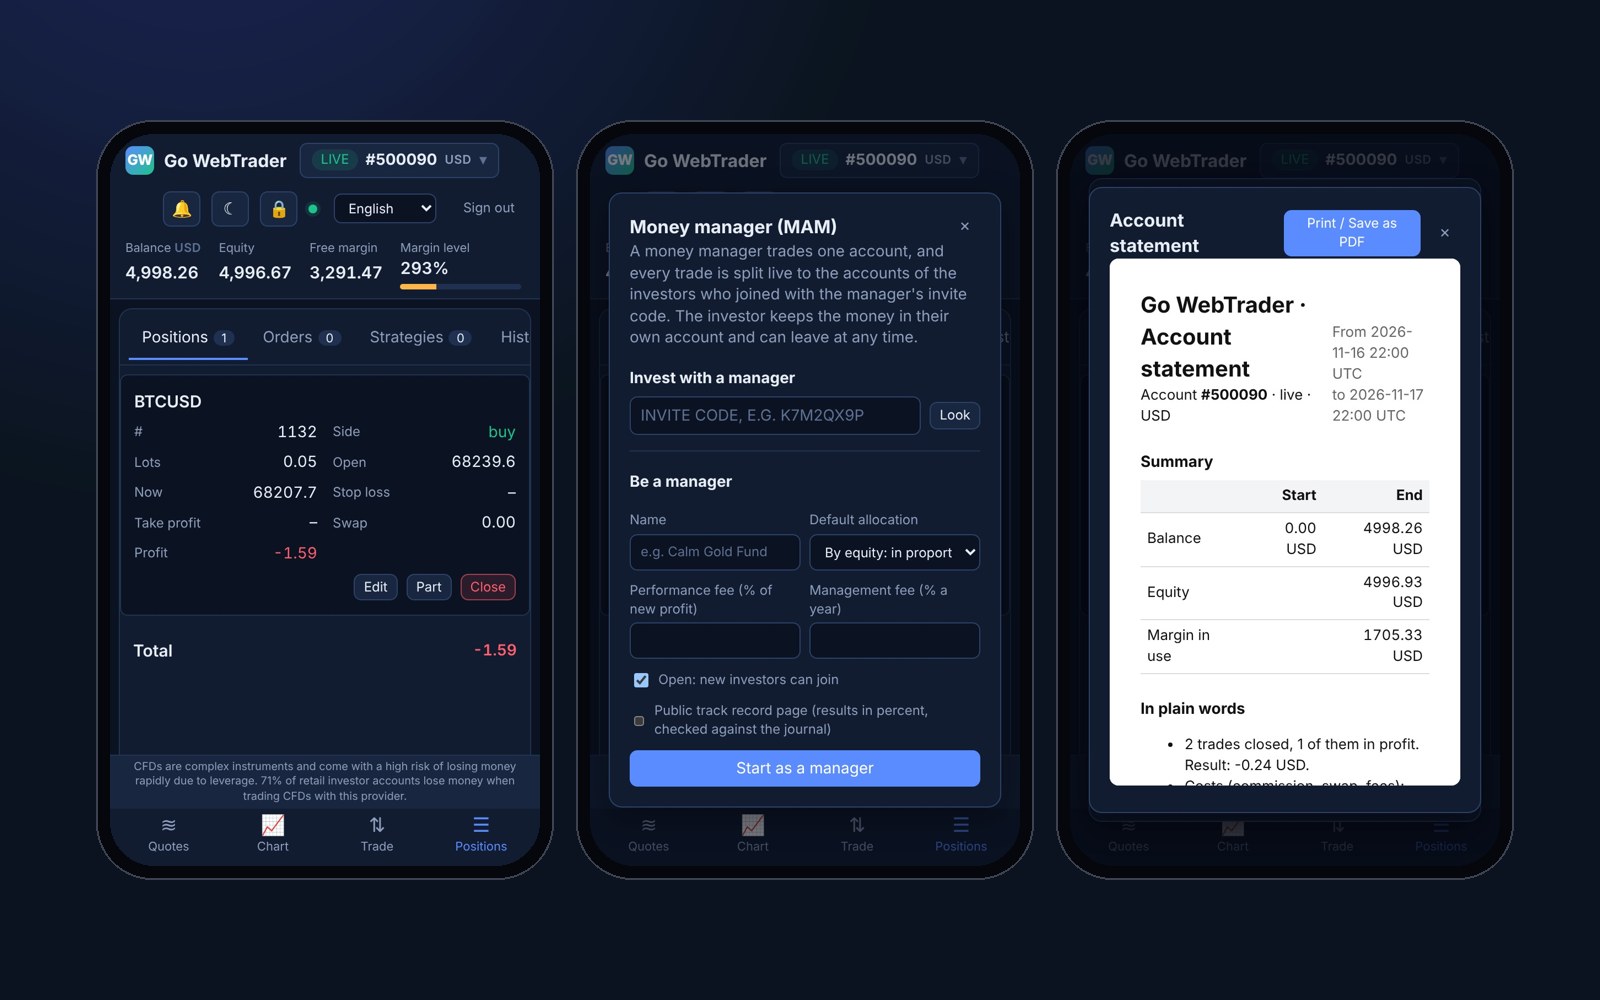 GW Go WebTrader LIVE #500090 USD ▾
English Sign out
Balance USD Equity Free margin Margin level
4,998.26 4,996.67 3,291.47 293%
Positions 1 Orders 0 Strategies 0 Hist
BTCUSD
# 1132 Side buy
Lots 0.05 Open 68239.6
Now 68207.7 Stop loss –
Take profit – Swap 0.00
Profit -1.59
Edit Part Close
Total -1.59
CFDs are complex instruments and come with a high risk of losing money
rapidly due to leverage. 71% of retail investor accounts lose money when
trading CFDs with this provider.
Quotes Chart Trade Positions
GW Go WebTrader LIVE #500090 USD ▾
Money manager (MAM) ×
A money manager trades one account, and
every trade is split live to the accounts of the
investors who joined with the manager's invite
code. The investor keeps the money in their
own account and can leave at any time.
Invest with a manager
INVITE CODE, E.G. K7M2QX9P Look
Be a manager
Name Default allocation
e.g. Calm Gold Fund By equity: in proport
Performance fee (% of Management fee (% a
new profit) year)
Open: new investors can join
Public track record page (results in percent,
checked against the journal)
Start as a manager
Quotes Chart Trade Positions
GW Go WebTrader LIVE #500090 USD ▾
Account Print / Save as ×
statement PDF
Go WebTrader ·
Account
statement
From 2026-
11-16 22:00
UTC
to 2026-11-17
22:00 UTC
Account #500090 · live ·
USD
Summary
Start End
Balance 0.00 4998.26
USD USD
Equity 4996.93
USD
Margin in 1705.33
use USD
In plain words
• 2 trades closed, 1 of them in profit.
Result: -0.24 USD.
• Costs (commission, swap, fees):
Quotes Chart Trade Positions